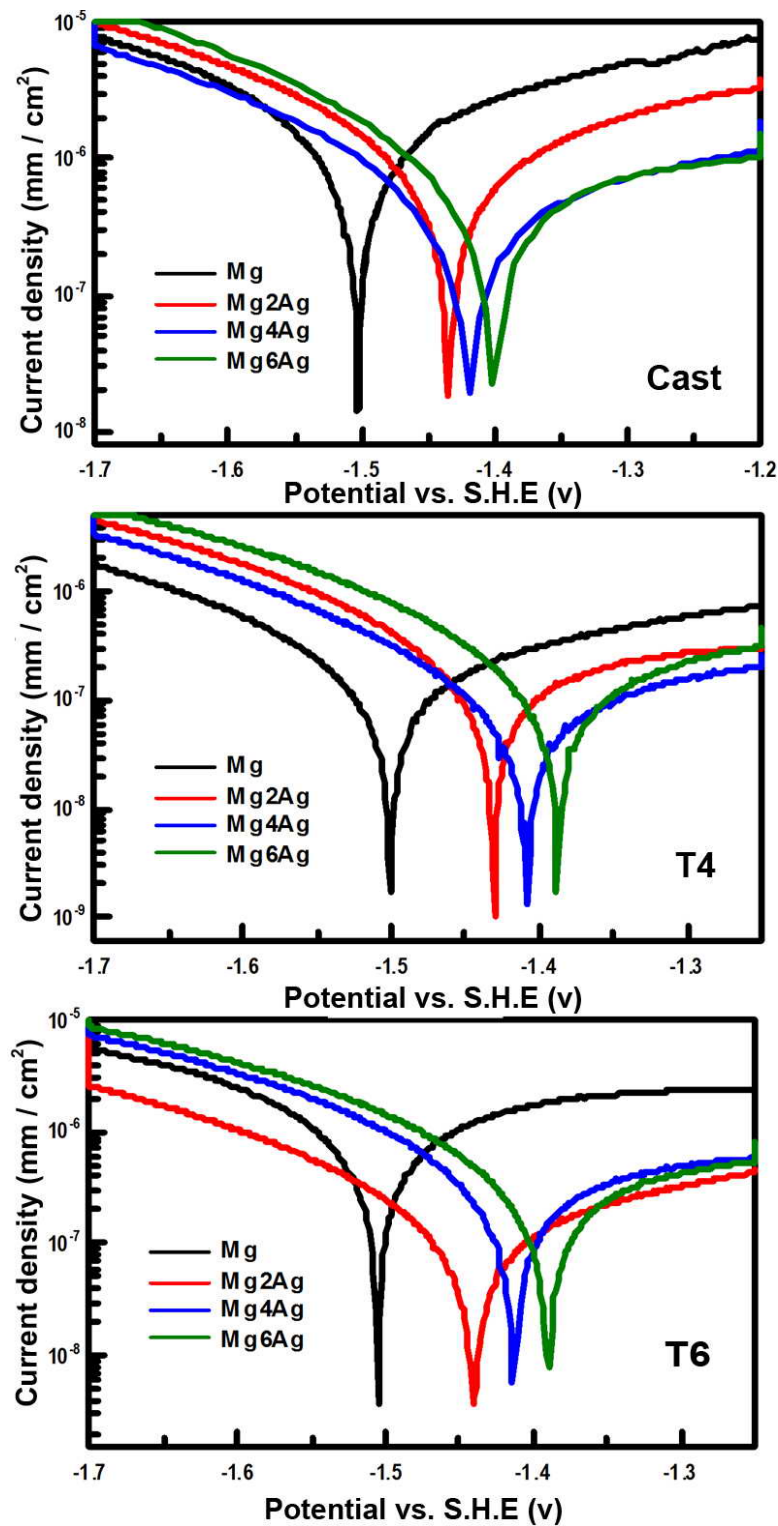 10⁻⁵
10⁻⁶
10⁻⁷
10⁻⁸
Current density (mm / cm²)
Mg
Mg2Ag
Mg4Ag
Mg6Ag
Cast
-1.7 -1.6 -1.5 -1.4 -1.3 -1.2
Potential vs. S.H.E (v)
10⁻⁶
10⁻⁷
10⁻⁸
10⁻⁹
Current density (mm / cm²)
Mg
Mg2Ag
Mg4Ag
Mg6Ag
T4
-1.7 -1.6 -1.5 -1.4 -1.3
Potential vs. S.H.E (v)
10⁻⁵
10⁻⁶
10⁻⁷
10⁻⁸
Current density (mm / cm²)
Mg
Mg2Ag
Mg4Ag
Mg6Ag
T6
-1.7 -1.6 -1.5 -1.4 -1.3
Potential vs. S.H.E (v)